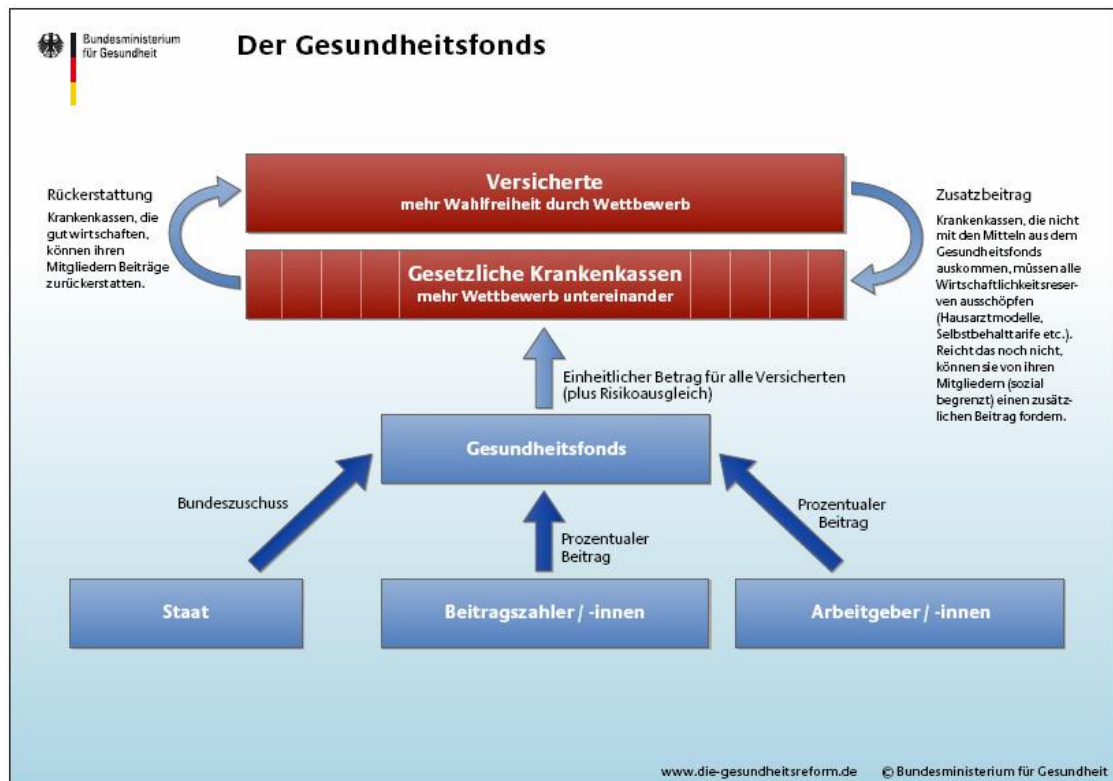 Bundesministerium
für Gesundheit
Der Gesundheitsfonds
Versicherte
mehr Wahlfreiheit durch Wettbewerb
Rückerstattung
Krankenkassen, die
gut wirtschaften,
können ihren
Mitgliedern Beiträge
zurückerstatten.
Zusatzbeitrag
Krankenkassen, die nicht
mit den Mitteln aus dem
Gesundheitsfonds
auskommen, müssen alle
Wirtschaftlichkeitsreser-
ven ausschöpfen
(Hausarztmodelle,
Selbstbehalttarife etc.).
Reicht das noch nicht,
können sie von ihren
Mitgliedern (sozial
begrenzt) einen zusätz-
lichen Beitrag fordern.
Gesetzliche Krankenkassen
mehr Wettbewerb untereinander
Einheitlicher Betrag für alle Versicherten
(plus Risikoausgleich)
Gesundheitsfonds
Bundeszuschuss
Prozentualer
Beitrag
Prozentualer
Beitrag
Staat
Beitragszahler / -innen
Arbeitgeber / -innen
www.die-gesundheitsreform.de © Bundesministerium für Gesundheit